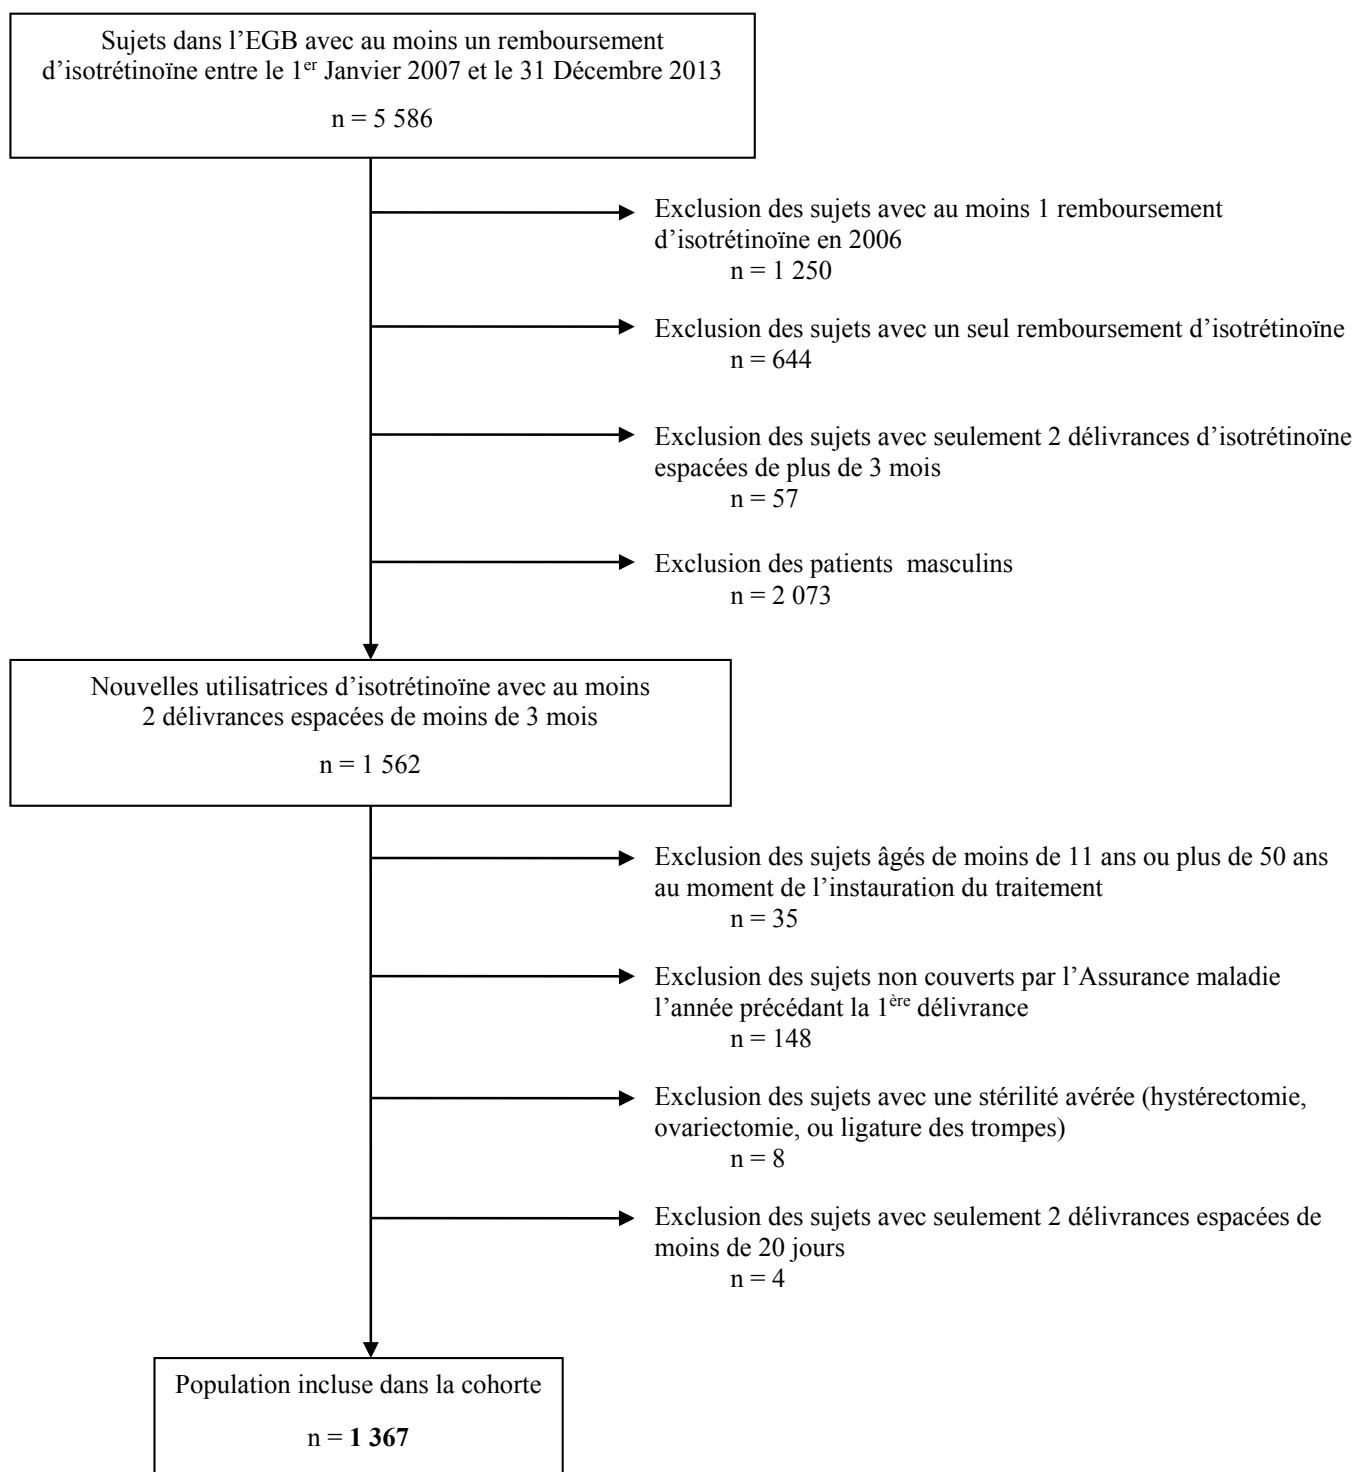 Sujets dans l’EGB avec au moins un remboursement
d’isotrétinoïne entre le 1er Janvier 2007 et le 31 Décembre 2013
n = 5 586
Exclusion des sujets avec au moins 1 remboursement
d’isotrétinoïne en 2006
n = 1 250
Exclusion des sujets avec un seul remboursement d’isotrétinoïne
n = 644
Exclusion des sujets avec seulement 2 délivrances d’isotrétinoïne
espacées de plus de 3 mois
n = 57
Exclusion des patients masculins
n = 2 073
Nouvelles utilisatrices d’isotrétinoïne avec au moins
2 délivrances espacées de moins de 3 mois
n = 1 562
Exclusion des sujets âgés de moins de 11 ans ou plus de 50 ans
au moment de l’instauration du traitement
n = 35
Exclusion des sujets non couverts par l’Assurance maladie
l’année précédant la 1ère délivrance
n = 148
Exclusion des sujets avec une stérilité avérée (hystérectomie,
ovariectomie, ou ligature des trompes)
n = 8
Exclusion des sujets avec seulement 2 délivrances espacées de
moins de 20 jours
n = 4
Population incluse dans la cohorte
n = 1 367